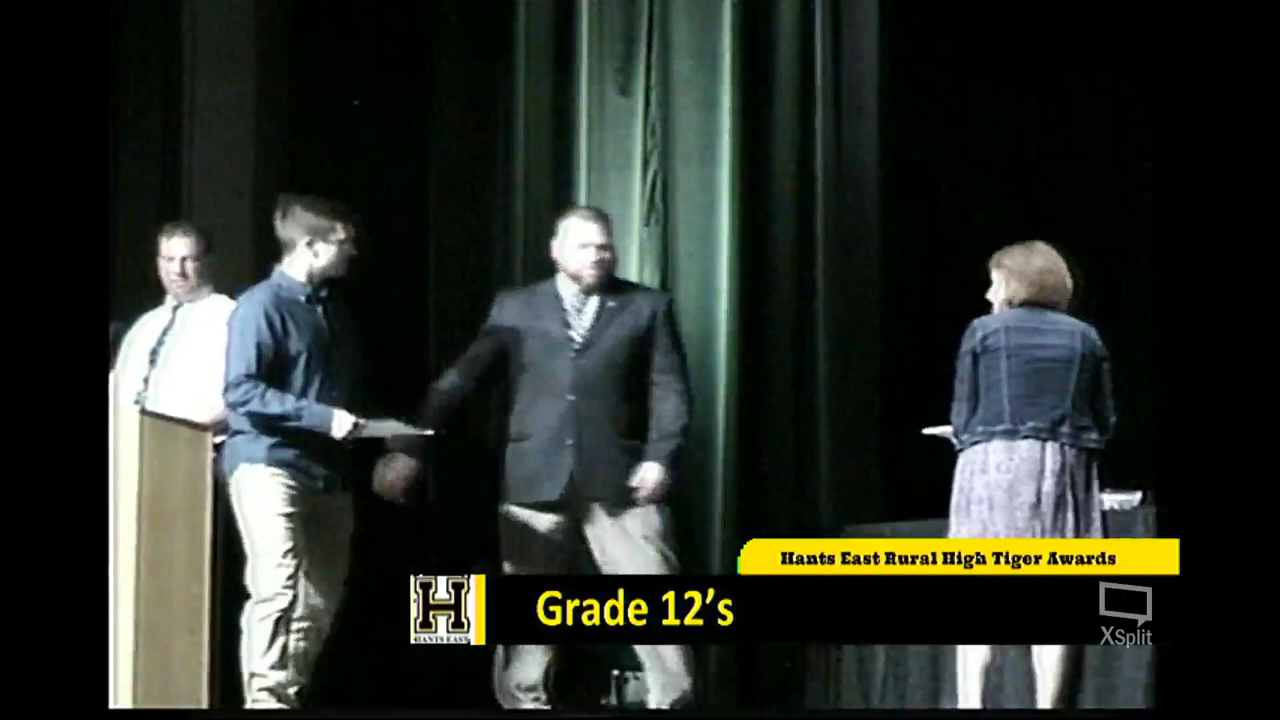 Hants East Rural High Tiger Awards
Grade 12’s
H
HANTS EAST
XSplit